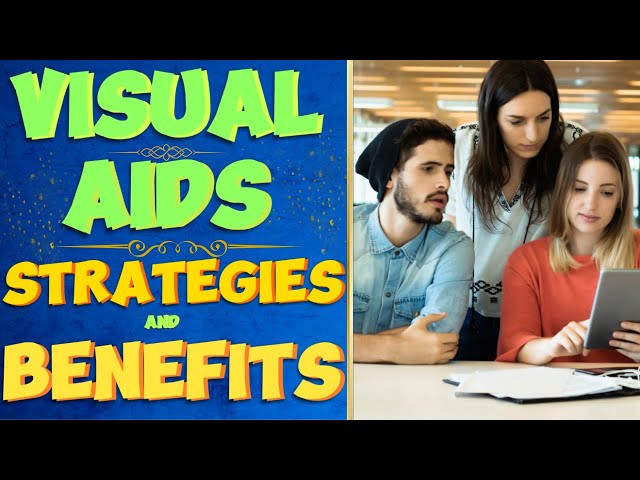 VISUAL
AIDS
STRATEGIES
AND
BENEFITS